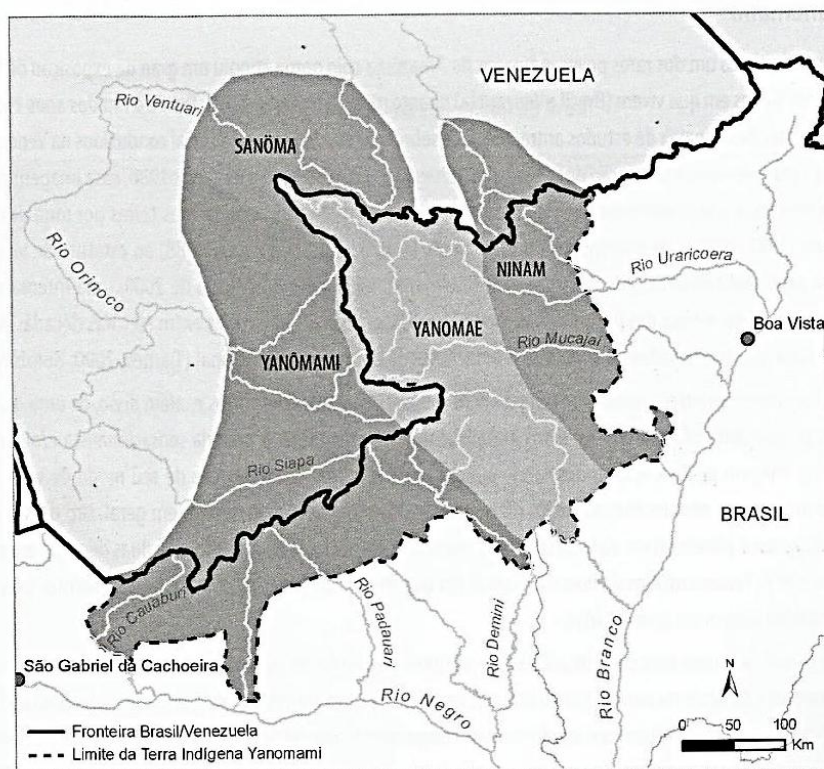 VENEZUELA
Rio Ventuari
SANÖMA
Rio Orinoco
NINAM
Rio Uraricoera
YANOMAE
Boa Vista
Rio Mucajaí
YANÕMAMI
Rio Siapa
BRASIL
Rio Cauaburi
Rio Padauari
Rio Demini
Rio Branco
São Gabriel da Cachoeira
Rio Negro
N
0 50 100
Km
Fronteira Brasil/Venezuela
Limite da Terra Indígena Yanomami